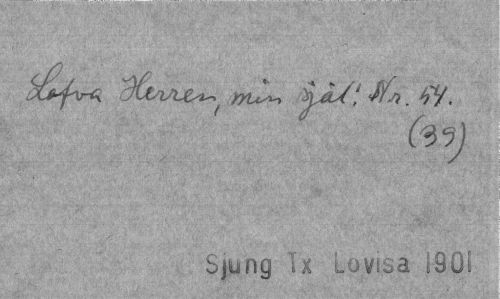 Lofva Herren, min själ! Nr. 54.
(39)
Sjung Tx Lovisa 1901